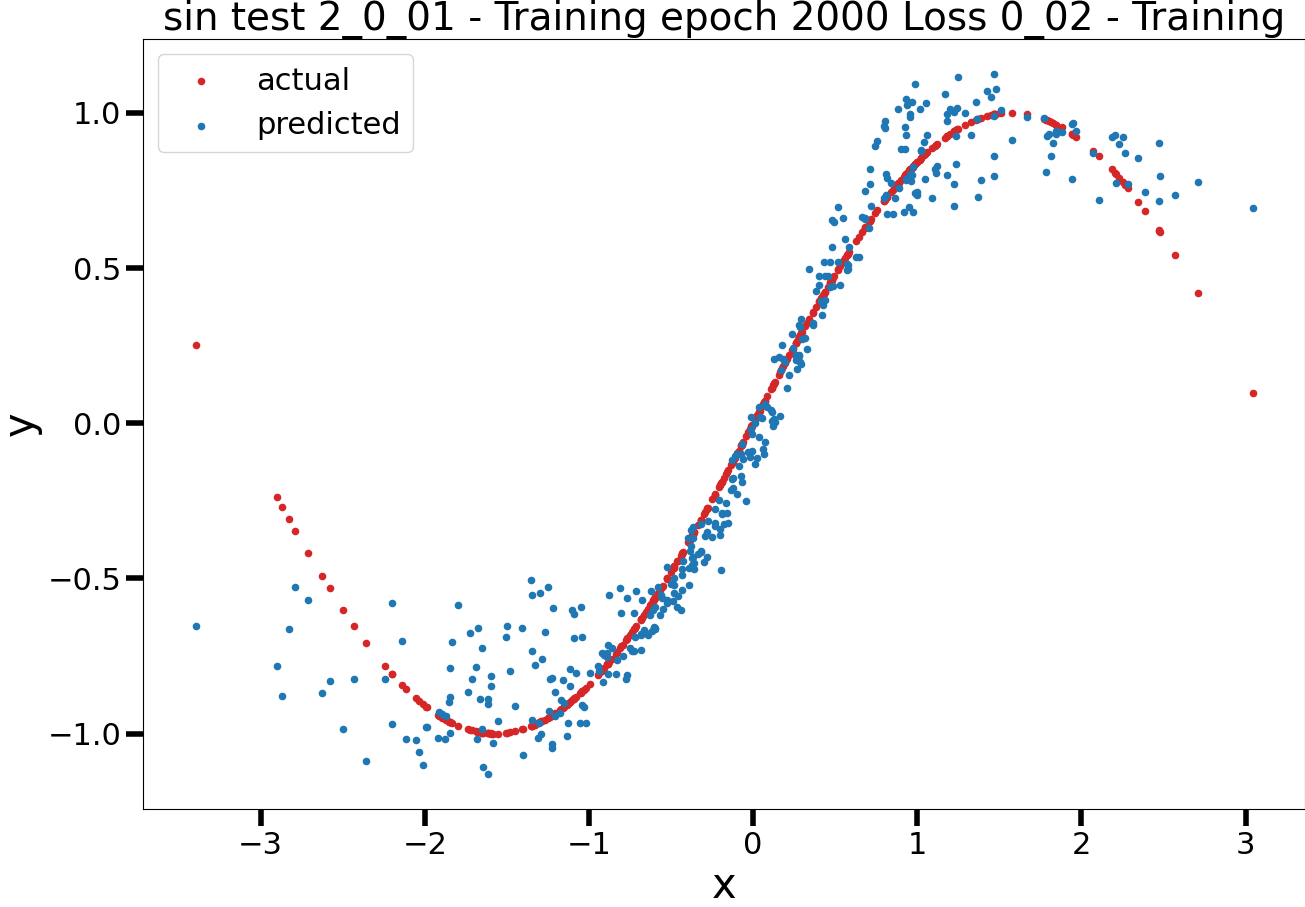 sin test 2_0_01 - Training epoch 2000 Loss 0_02 - Training
actual
predicted
1.0
0.5
0.0
−0.5
−1.0
y
−3 −2 −1 0 1 2 3
x